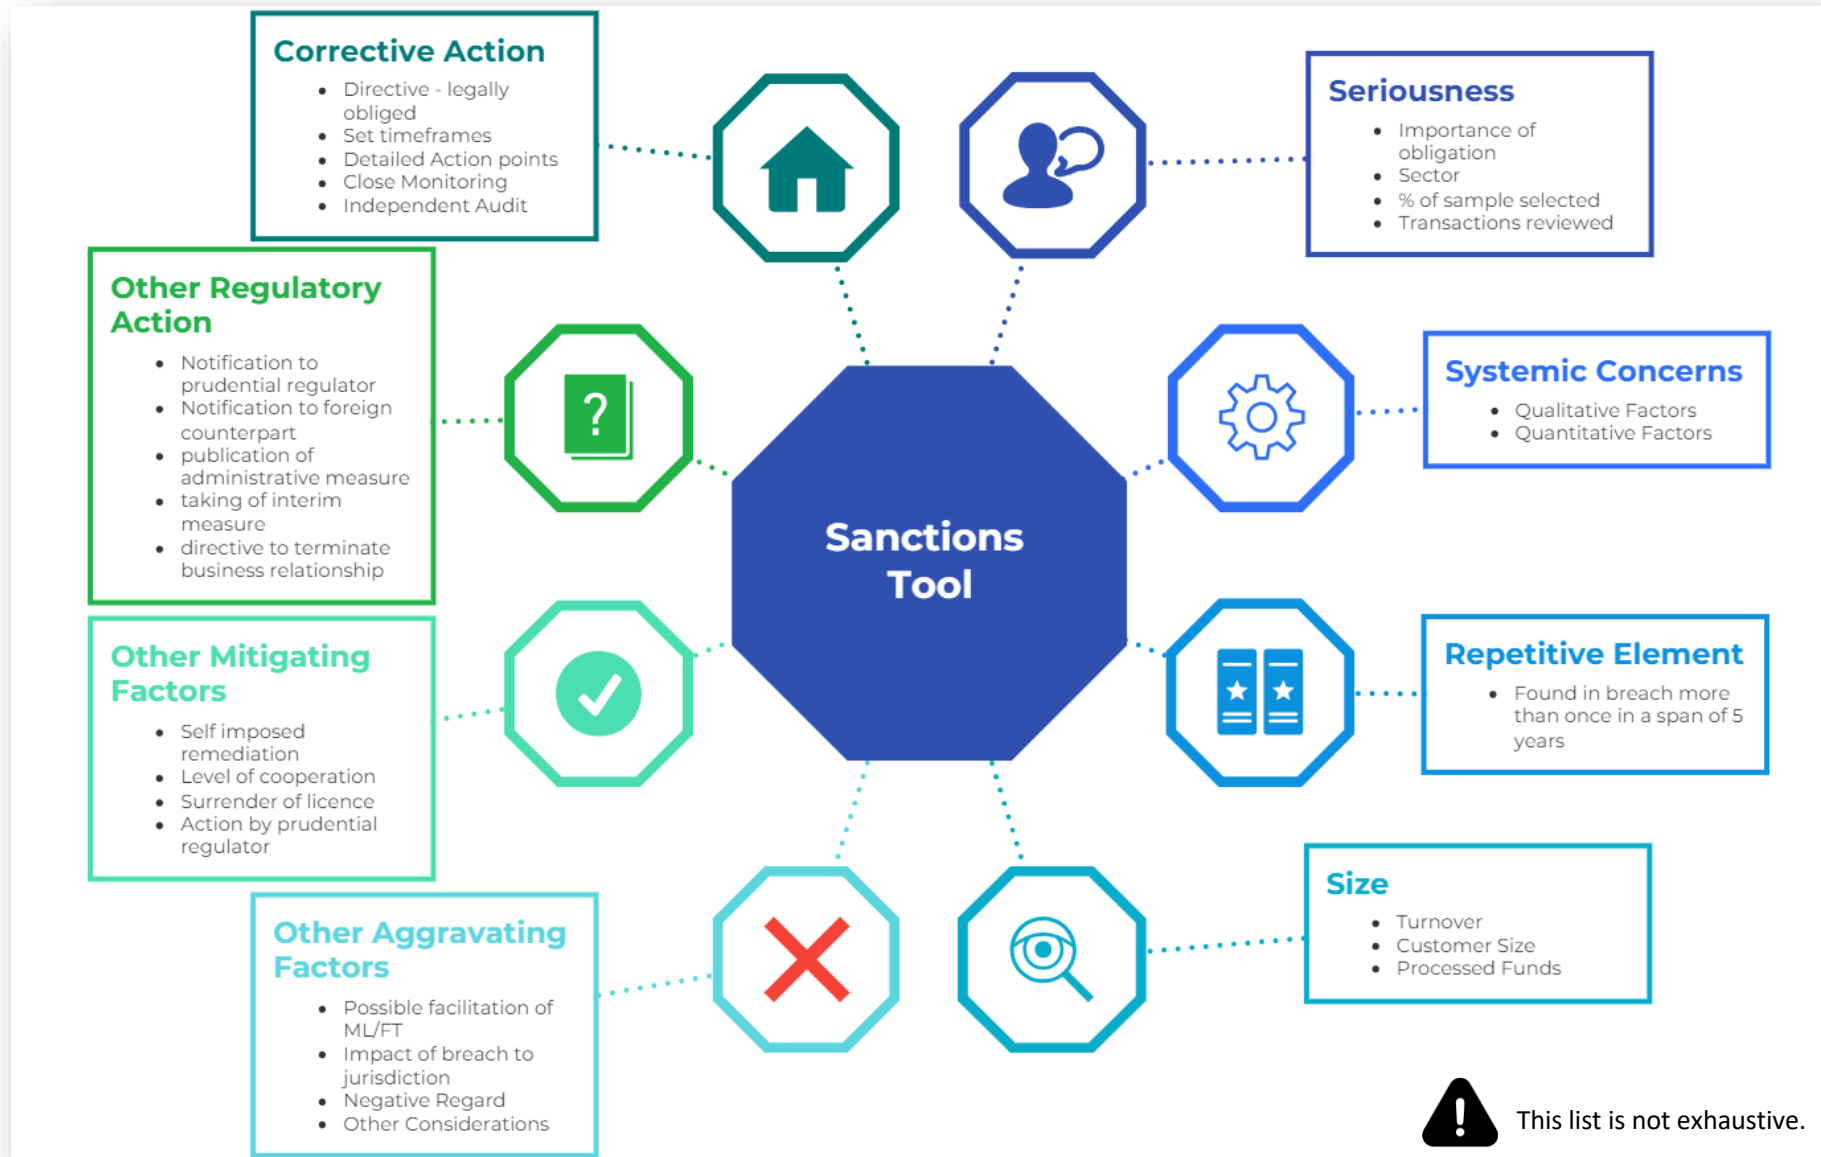 Corrective Action
• Directive - legally
obliged
• Set timeframes
• Detailed Action points
• Close Monitoring
• Independent Audit
Seriousness
• Importance of
obligation
• Sector
• % of sample selected
• Transactions reviewed
Other Regulatory
Action
• Notification to
prudential regulator
• Notification to foreign
counterpart
• publication of
administrative measure
• taking of interim
measure
• directive to terminate
business relationship
?
Systemic Concerns
• Qualitative Factors
• Quantitative Factors
Sanctions
Tool
Other Mitigating
Factors
• Self imposed
remediation
• Level of cooperation
• Surrender of licence
• Action by prudential
regulator
Repetitive Element
• Found in breach more
than once in a span of 5
years
Other Aggravating
Factors
• Possible facilitation of
ML/FT
• Impact of breach to
jurisdiction
• Negative Regard
• Other Considerations
Size
• Turnover
• Customer Size
• Processed Funds
This list is not exhaustive.